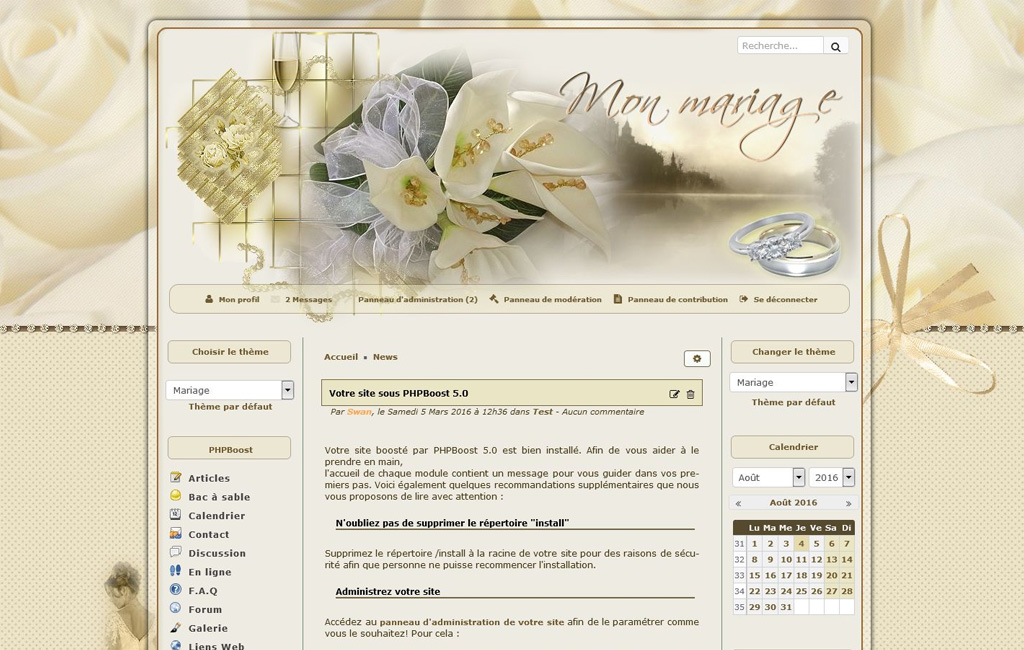 Recherche...
Mon mariage
Mon profil 2 Messages Panneau d'administration (2) Panneau de modération Panneau de contribution Se déconnecter
Choisir le thème
Mariage
Thème par défaut
PHPBoost
Articles
Bac à sable
Calendrier
Contact
Discussion
En ligne
F.A.Q
Forum
Galerie
Liens Web
Accueil • News
Votre site sous PHPBoost 5.0
Par Swan, le Samedi 5 Mars 2016 à 12h36 dans Test - Aucun commentaire
Votre site boosté par PHPBoost 5.0 est bien installé. Afin de vous aider à le
prendre en main,
l'accueil de chaque module contient un message pour vous guider dans vos pre-
miers pas. Voici également quelques recommandations supplémentaires que nous
vous proposons de lire avec attention :
N'oubliez pas de supprimer le répertoire "install"
Supprimez le répertoire /install à la racine de votre site pour des raisons de sécu-
rité afin que personne ne puisse recommencer l'installation.
Administrez votre site
Accédez au panneau d'administration de votre site afin de le paramétrer comme
vous le souhaitez! Pour cela :
Changer le thème
Mariage
Thème par défaut
Calendrier
Août 2016
« Août 2016 »
Lu Ma Me Je Ve Sa Di
31 1 2 3 4 5 6 7
32 8 9 10 11 12 13 14
33 15 16 17 18 19 20 21
34 22 23 24 25 26 27 28
35 29 30 31